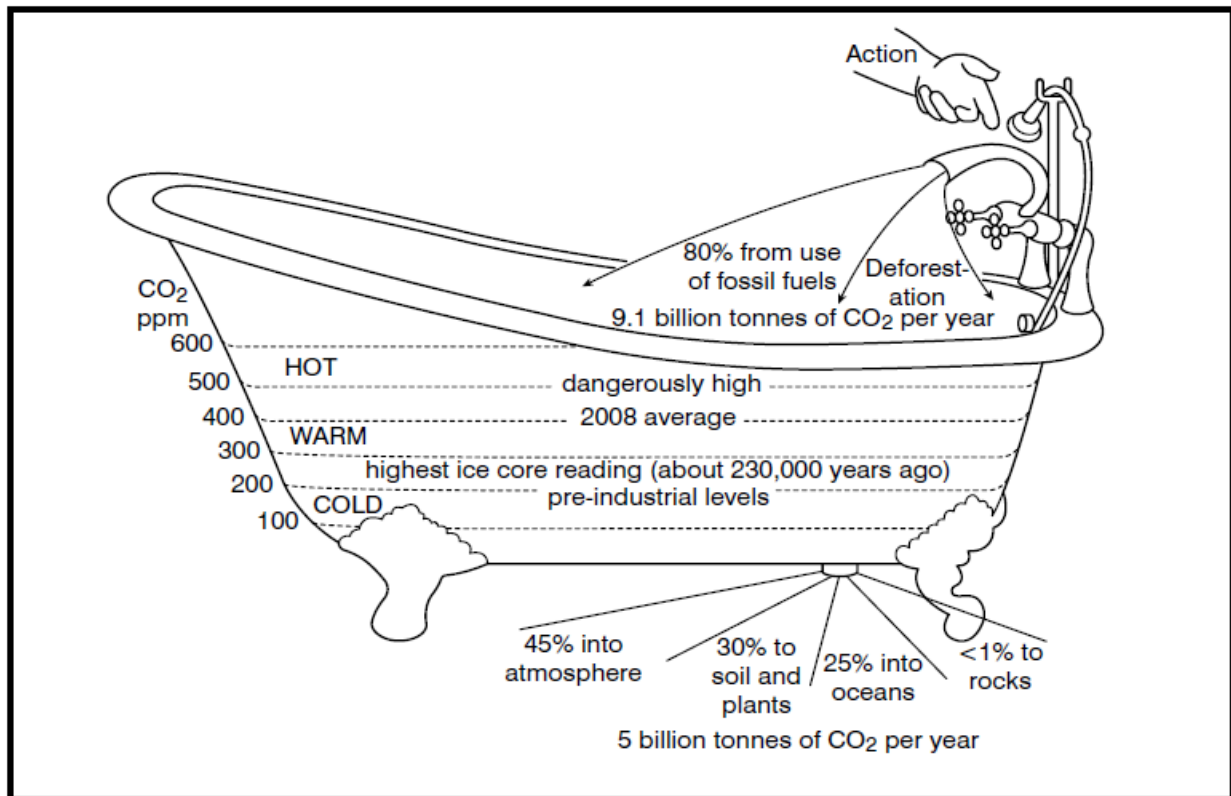 Action
80% from use
of fossil fuels
Deforest-
ation
9.1 billion tonnes of CO₂ per year
CO₂
ppm
600
HOT
500
dangerously high
400
2008 average
WARM
300
highest ice core reading (about 230,000 years ago)
200
pre-industrial levels
COLD
100
45% into
atmosphere
30% to
soil and
plants
25% into
oceans
<1% to
rocks
5 billion tonnes of CO₂ per year